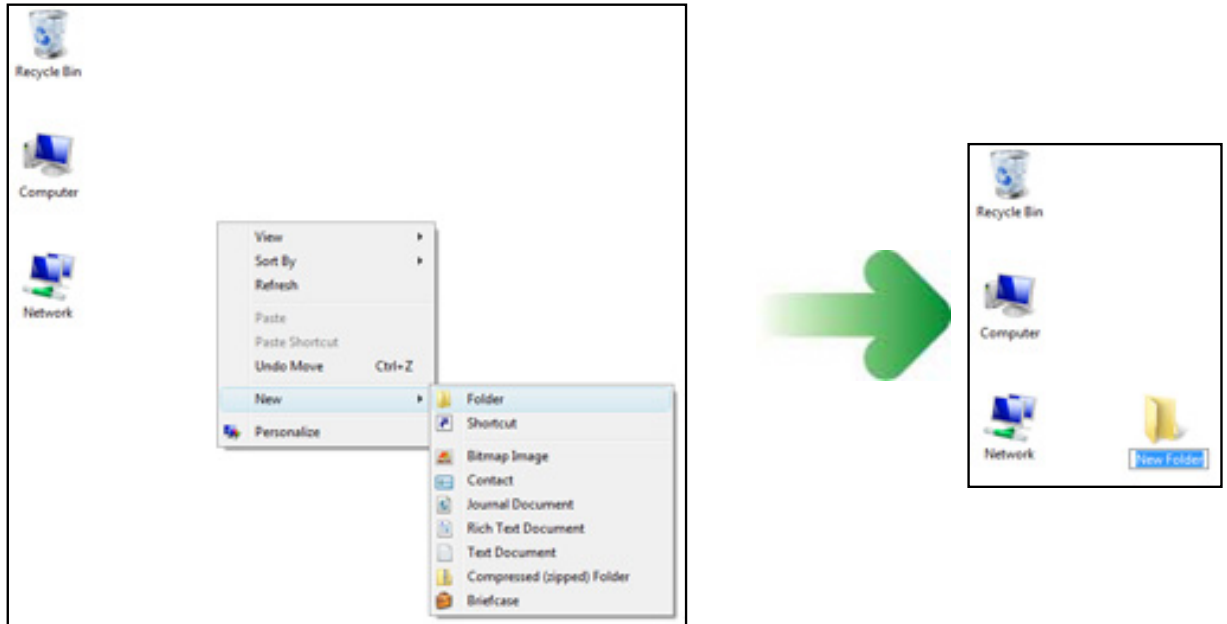 Recycle Bin
Computer
Network
View
Sort By
Refresh
Paste
Paste Shortcut
Undo Move Ctrl+Z
New
Personalize
Folder
Shortcut
Bitmap Image
Contact
Journal Document
Rich Text Document
Text Document
Compressed (zipped) Folder
Briefcase
Recycle Bin
Computer
Network
New Folder